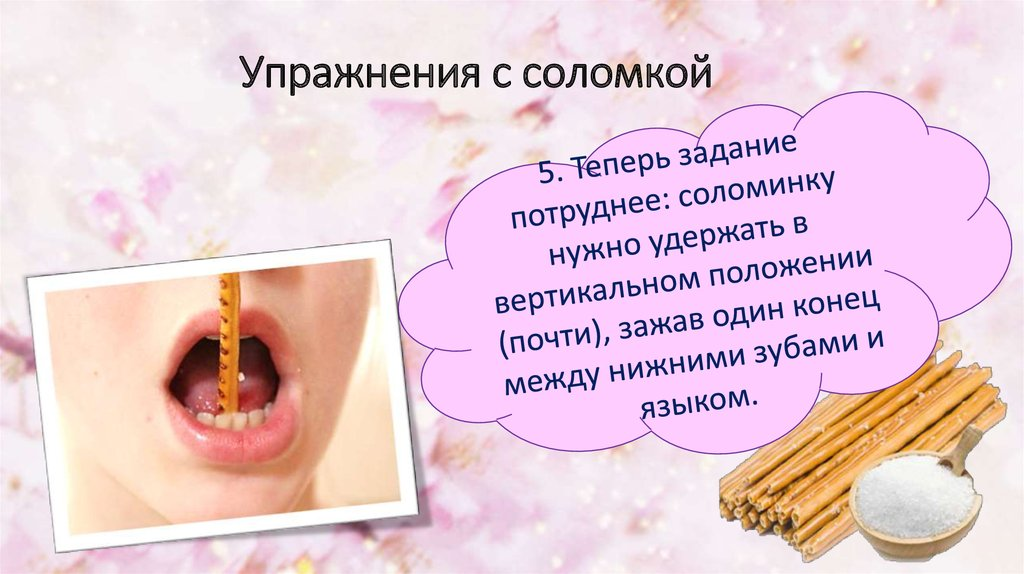 Упражнения с соломкой
5. Теперь задание
потруднее: соломинку
нужно удержать в
вертикальном положении
(почти), зажав один конец
между нижними зубами и
языком.